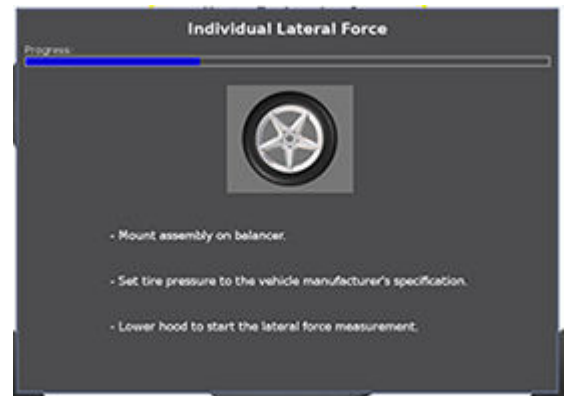 Individual Lateral Force
Progress:
- Mount assembly on balancer.
- Set tire pressure to the vehicle manufacturer's specification.
- Lower hood to start the lateral force measurement.